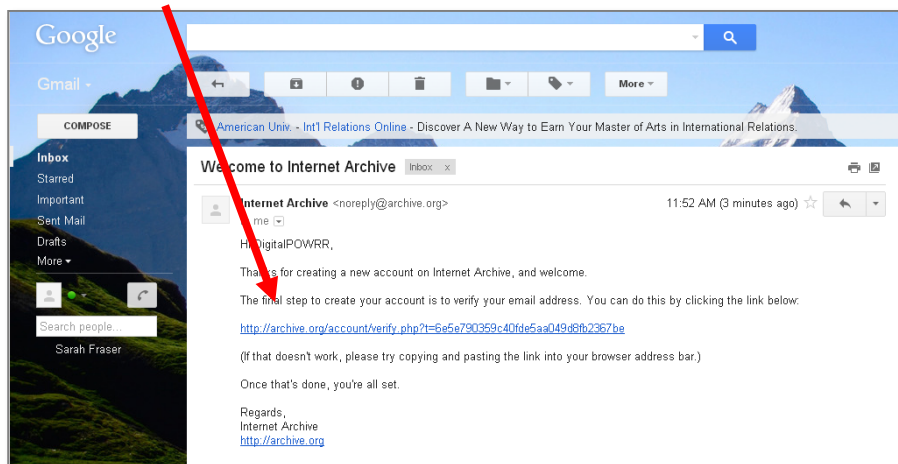 Google
Gmail
More
COMPOSE
American Univ. - Int'l Relations Online - Discover A New Way to Earn Your Master of Arts in International Relations.
Inbox
Starred
Important
Sent Mail
Drafts
More
Search people...
Sarah Fraser
Welcome to Internet Archive Inbox x
Internet Archive <noreply@archive.org> 11:52 AM (3 minutes ago)
me
Hi DigitalPOWRR,
Thanks for creating a new account on Internet Archive, and welcome.
The final step to create your account is to verify your email address. You can do this by clicking the link below:
http://archive.org/account/verify.php?t=6e5e790359c40fde5aa049d8fb2367be
(If that doesn't work, please try copying and pasting the link into your browser address bar.)
Once that's done, you're all set.
Regards,
Internet Archive
http://archive.org